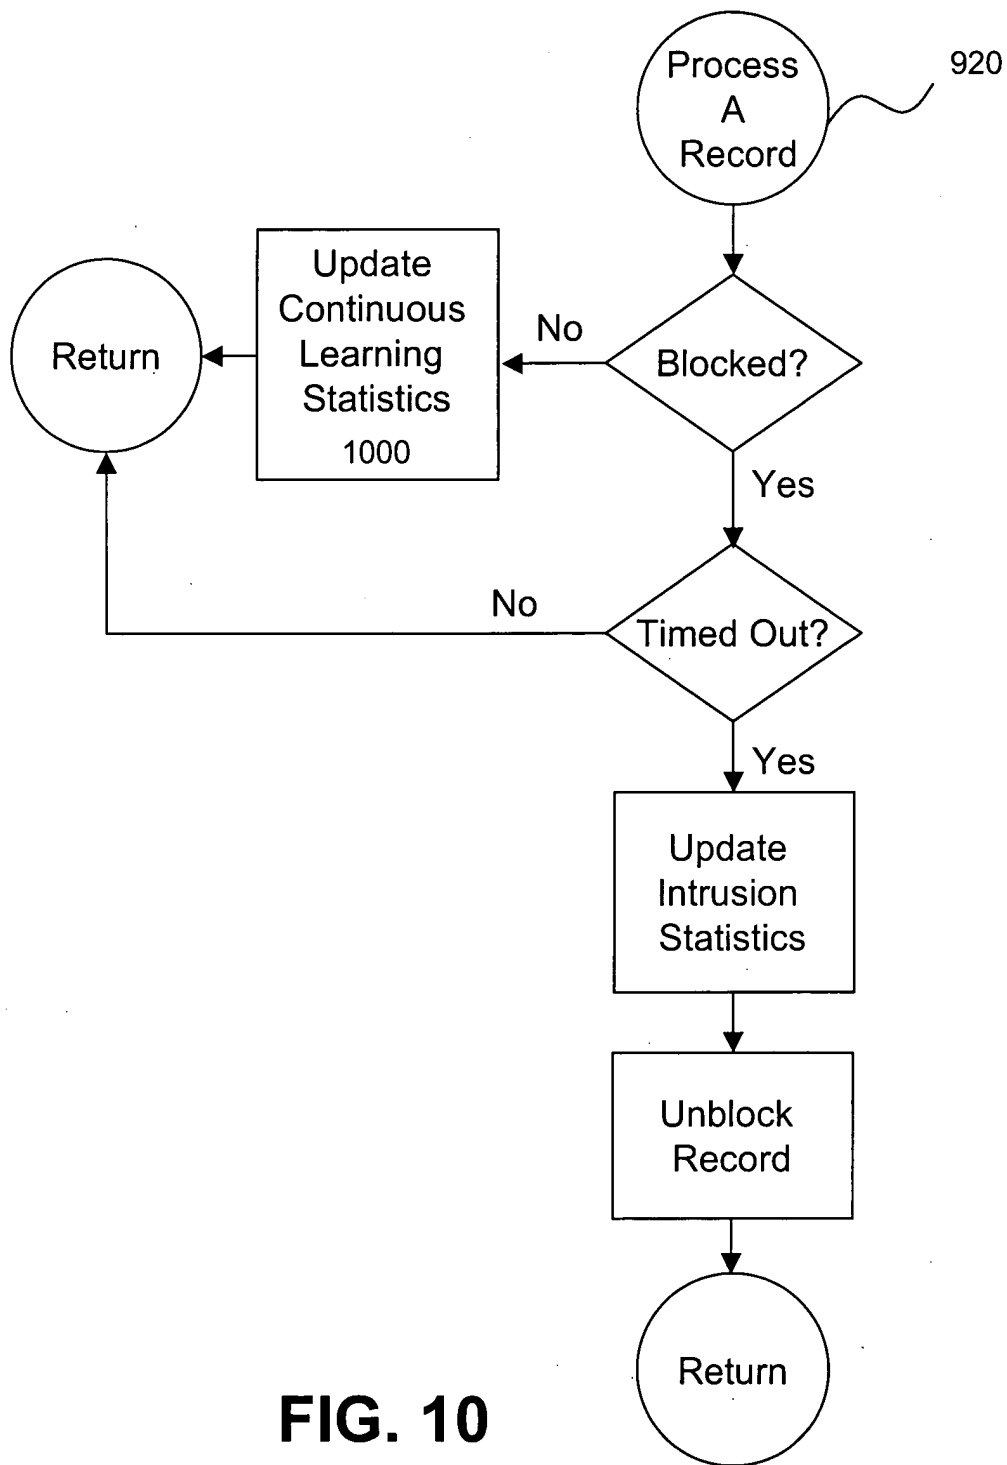 Process
A
Record
920
Update
Continuous
Learning
Statistics
1000
Return
No
Blocked?
Yes
No
Timed Out?
Yes
Update
Intrusion
Statistics
Unblock
Record
Return
FIG. 10